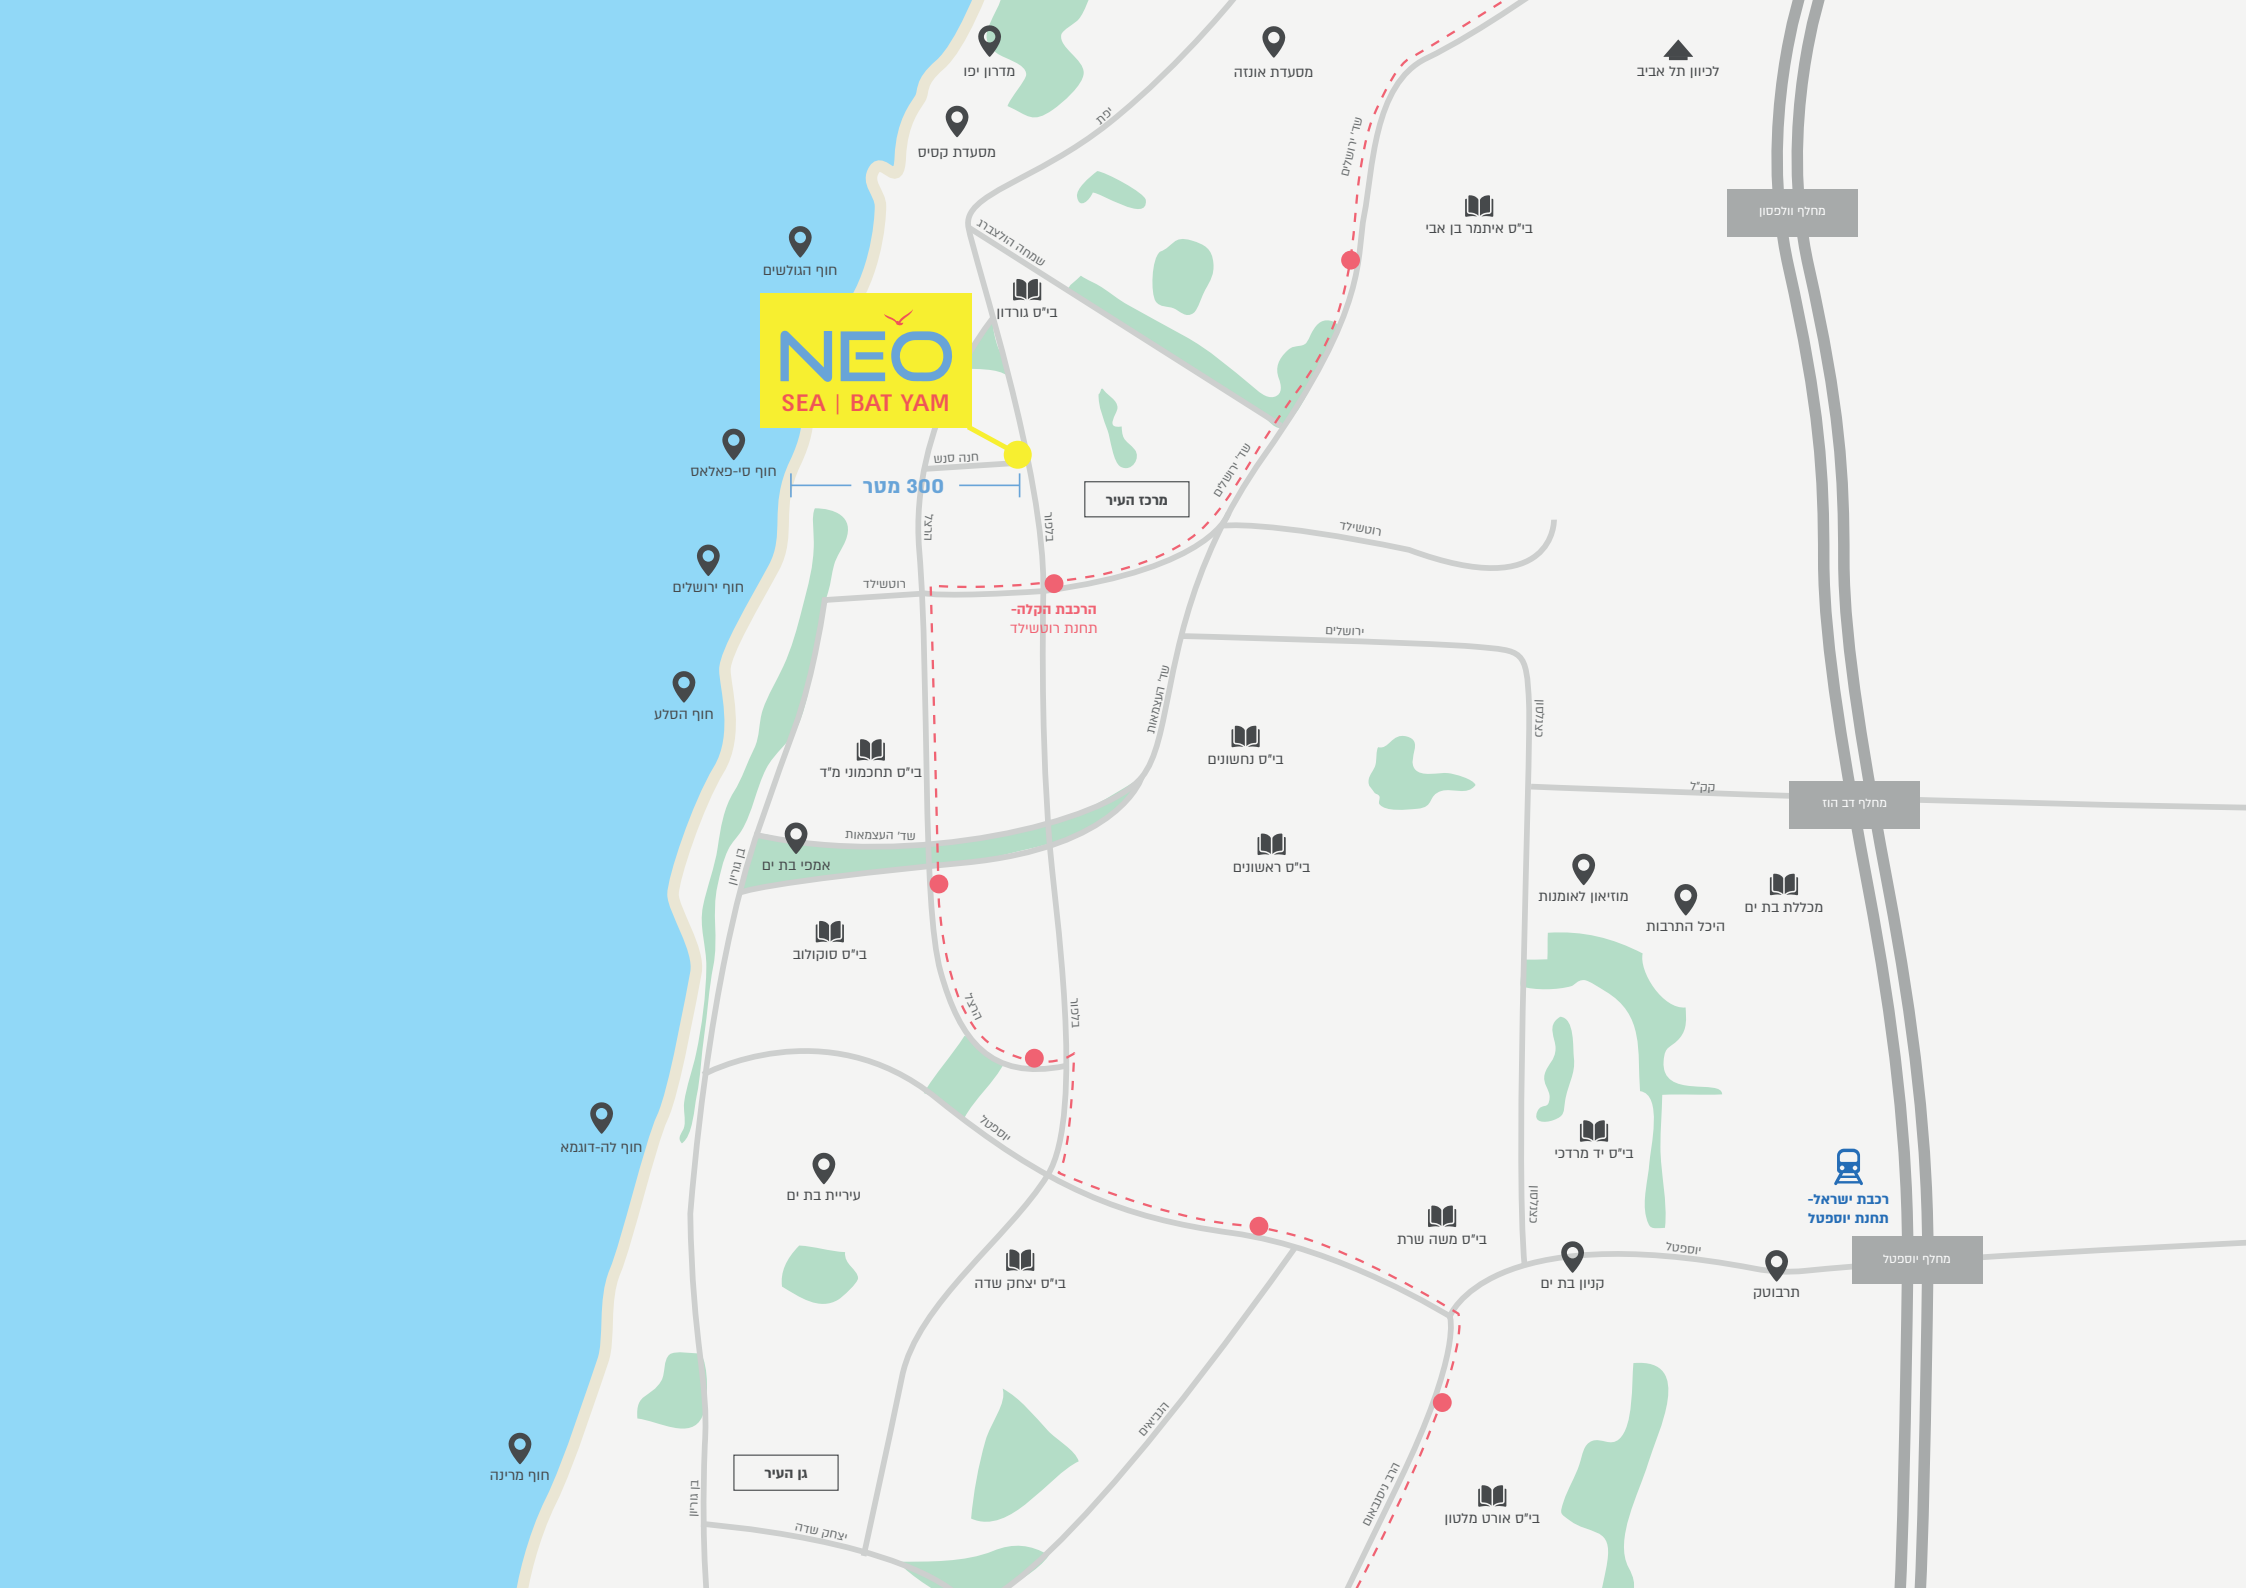 מדרון יפו
מסעדת אונזה
לכיוון תל אביב
יפת
מסעדת קסיס
שד' ירושלים
מחלף וולפסון
בי"ס איתמר בן אבי
שמחה הולצברג
חוף הגולשים
בי"ס גורדון
NEO
SEA | BAT YAM
חוף סי-פאלאס
חנה סנש
300 מטר
מרכז העיר
שד' ירושלים
הרצל
בלפור
רוטשילד
חוף ירושלים
רוטשילד
הרכבת הקלה-
תחנת רוטשילד
ירושלים
שד' העצמאות
חוף הסלע
כצנלסון
בי"ס נחשונים
בי"ס תחכמוני מ"ד
קק"ל
מחלף דב הוז
שד' העצמאות
אמפי בת ים
בן גוריון
בי"ס ראשונים
מוזיאון לאומנות
היכל התרבות
מכללת בת ים
בי"ס סוקולוב
הרצל
בלפור
יוספטל
חוף לה-דוגמא
בי"ס יד מרדכי
עיריית בת ים
כצנלסון
רכבת ישראל-
תחנת יוספטל
בי"ס משה שרת
יוספטל
מחלף יוספטל
בי"ס יצחק שדה
קניון בת ים
תרבוטק
הנביאים
חוף מרינה
גן העיר
בן גוריון
הרב ניסנבאום
יצחק שדה
בי"ס אורט מלטון